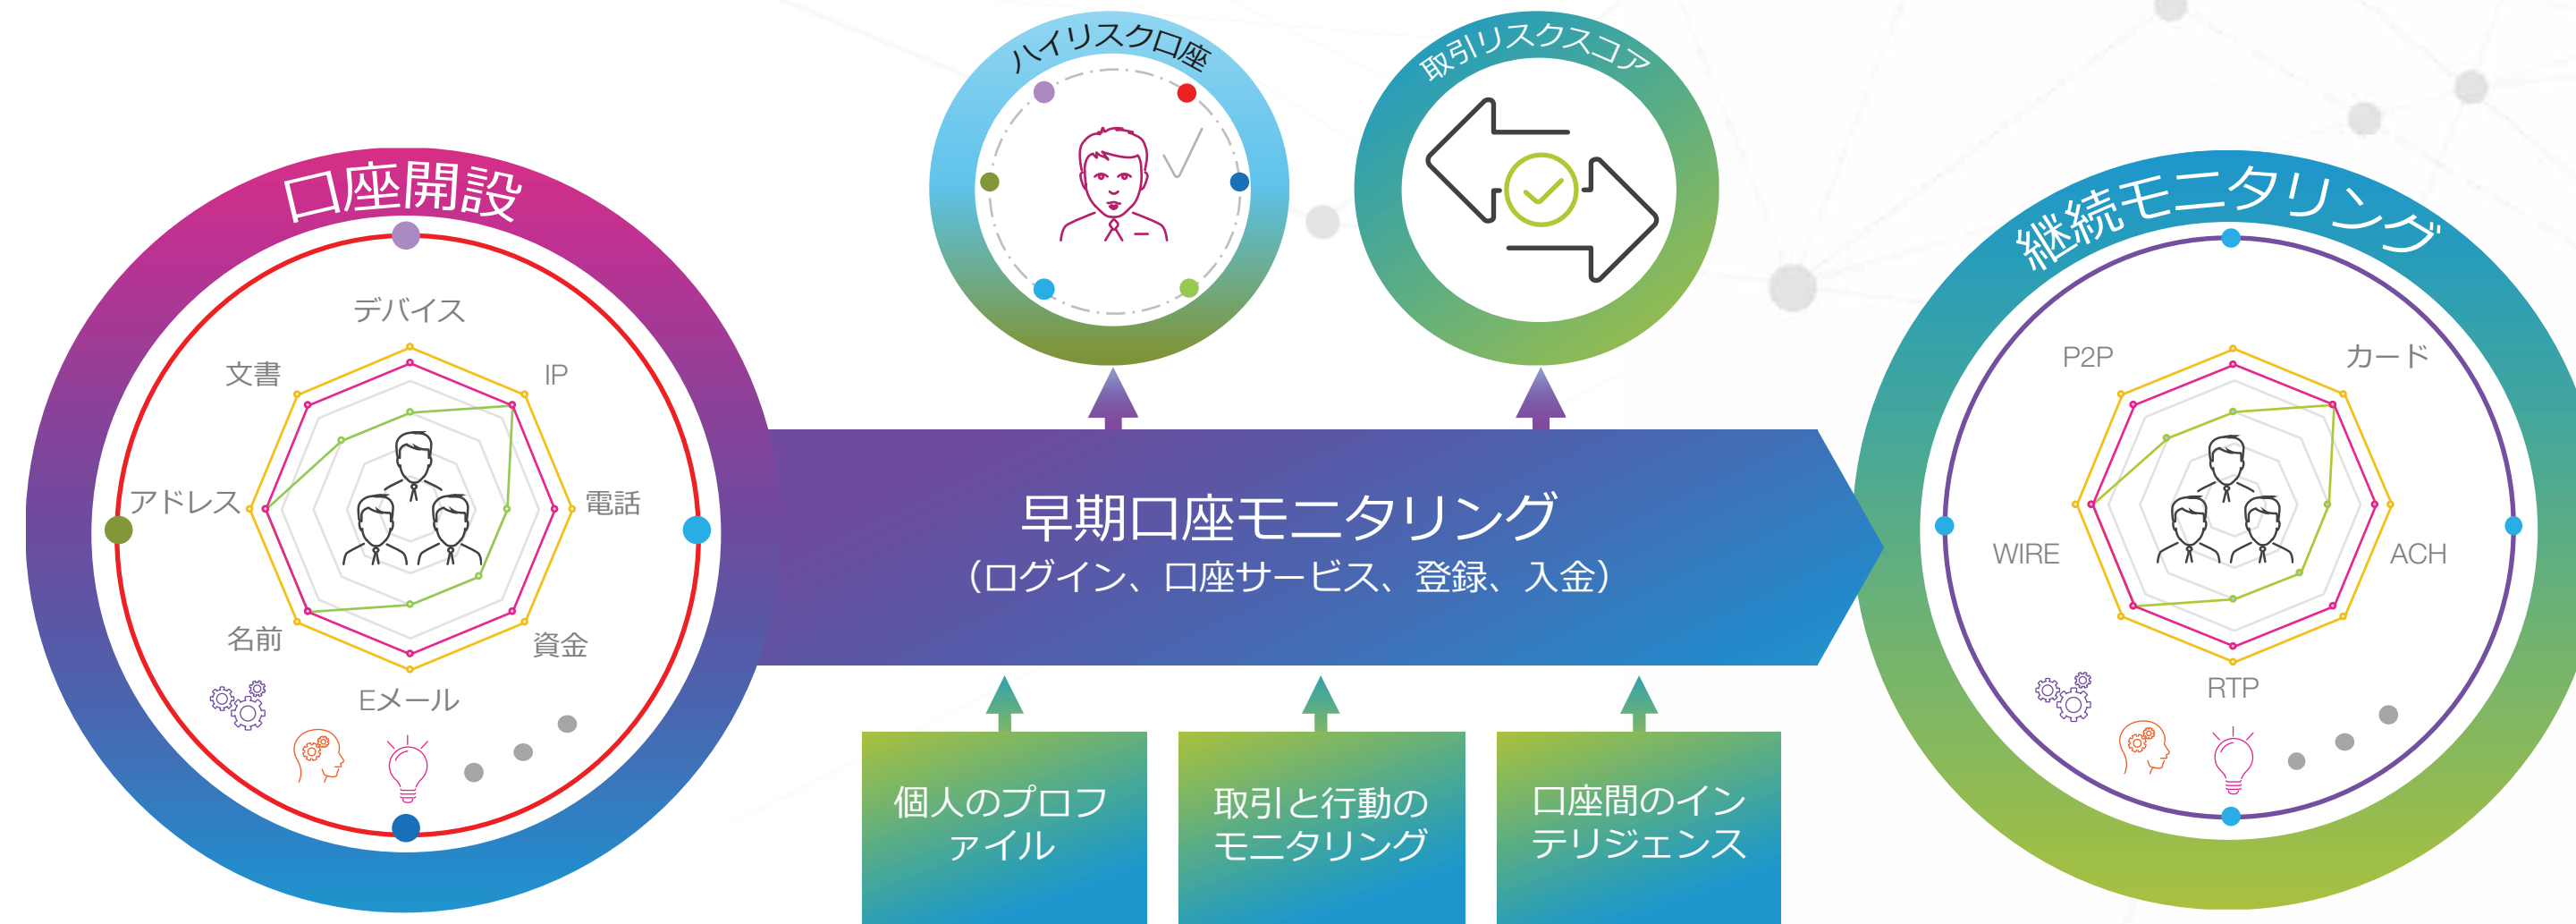 口座開設
デバイス
文書
IP
アドレス
電話
名前
資金
Eメール
ハイリスク口座
取引リスクスコア
早期口座モニタリング
（ログイン、口座サービス、登録、入金）
個人のプロフ
ァイル
取引と行動の
モニタリング
口座間のイン
テリジェンス
継続モニタリング
P2P
カード
WIRE
ACH
RTP